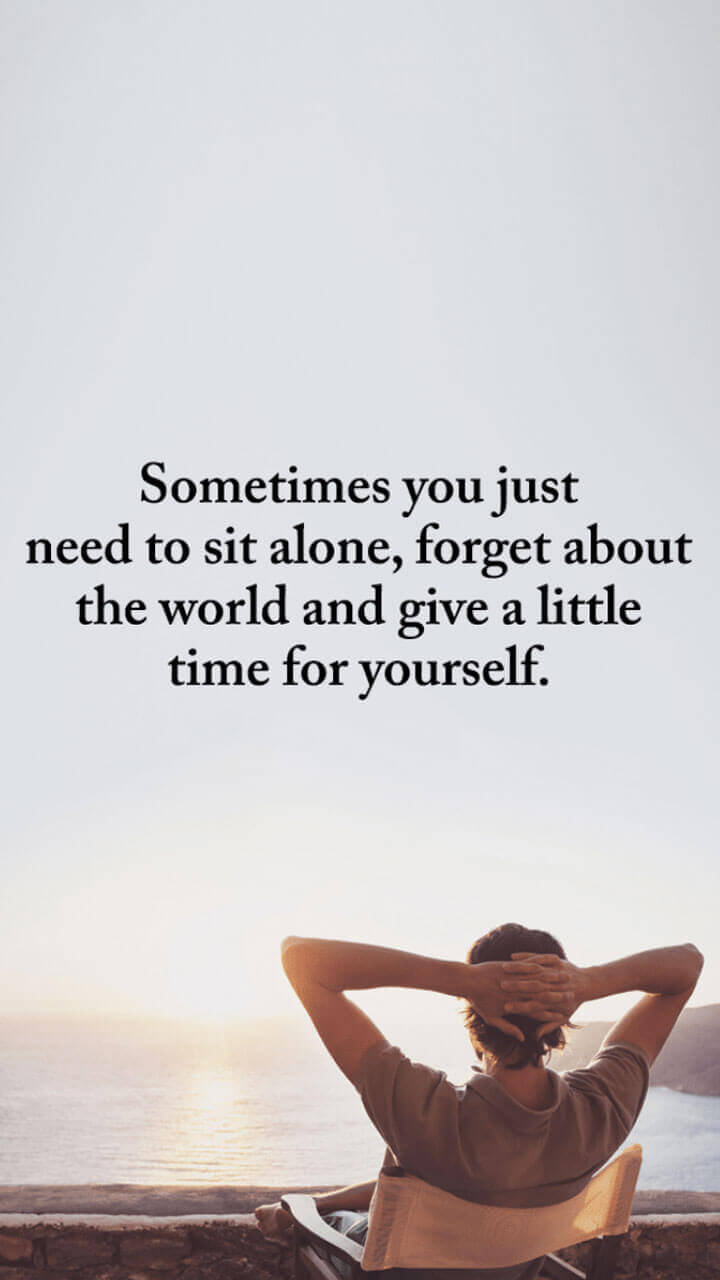 Sometimes you just
need to sit alone, forget about
the world and give a little
time for yourself.